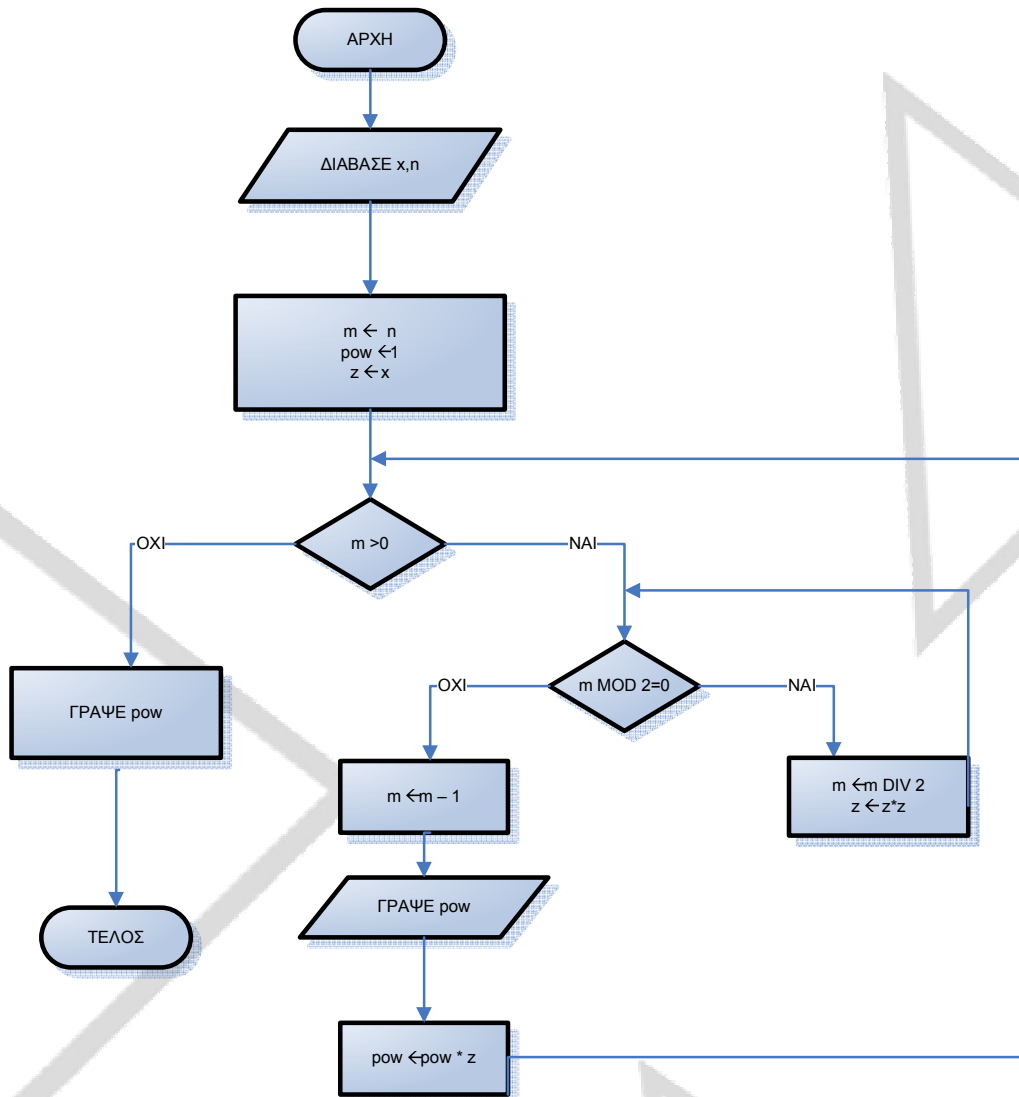 ΑΡΧΗ
ΔΙΑΒΑΣΕ x,n
m ← n
pow ←1
z ← x
m >0
ΟΧΙ
ΝΑΙ
m MOD 2=0
ΟΧΙ
ΝΑΙ
ΓΡΑΨΕ pow
m ←m – 1
m ←m DIV 2
z ← z*z
ΓΡΑΨΕ pow
ΤΕΛΟΣ
pow ←pow * z